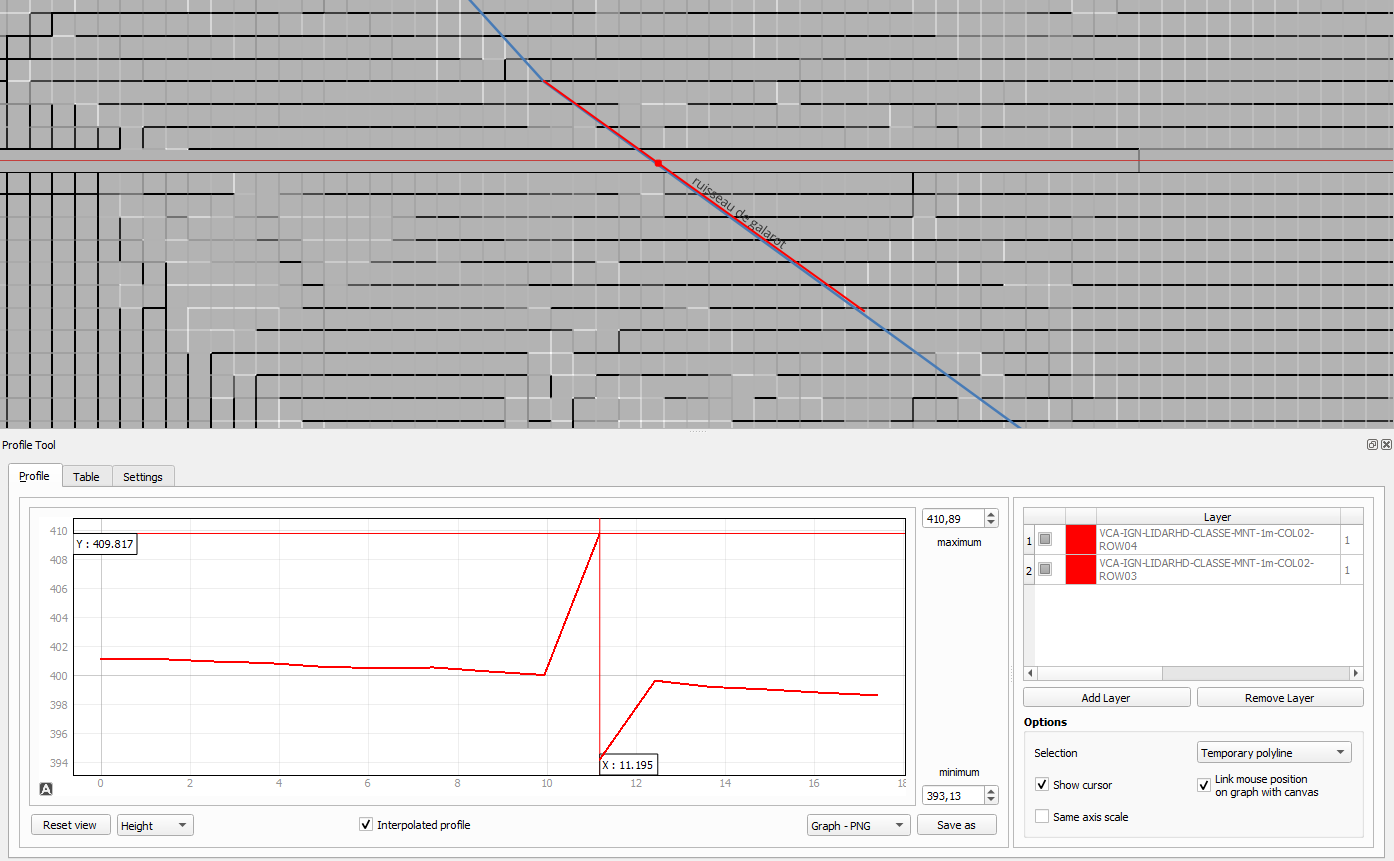 ruisseau de galarot
Profile Tool
Profile
Table
Settings
410
408
406
404
402
400
398
396
394
Y : 409.817
X : 11.195
0
2
4
6
8
10
12
14
16
18
A
410,89
maximum
minimum
393,13
Reset view
Height
Interpolated profile
Graph - PNG
Save as
Layer
1
VCA-IGN-LIDARHD-CLASSE-MNT-1m-COL02-
ROW04
1
2
VCA-IGN-LIDARHD-CLASSE-MNT-1m-COL02-
ROW03
1
Add Layer
Remove Layer
Options
Selection
Temporary polyline
Show cursor
Link mouse position
on graph with canvas
Same axis scale